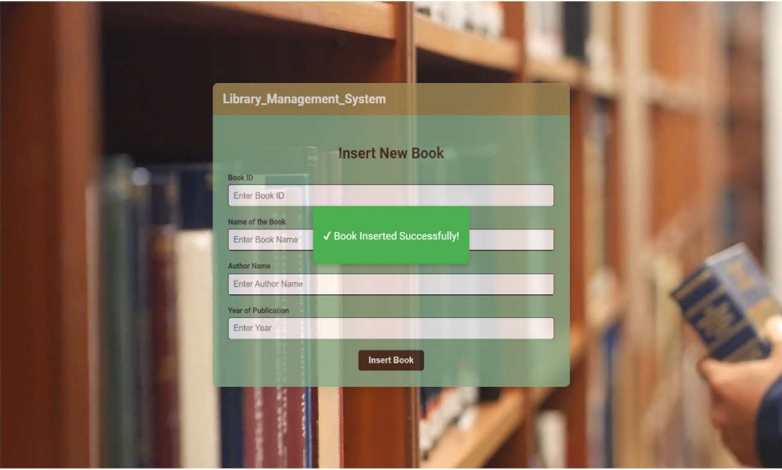 Library_Management_System
Insert New Book
Book ID
Enter Book ID
Name of the Book
Enter Book Name
✓ Book Inserted Successfully!
Author Name
Enter Author Name
Year of Publication
Enter Year
Insert Book